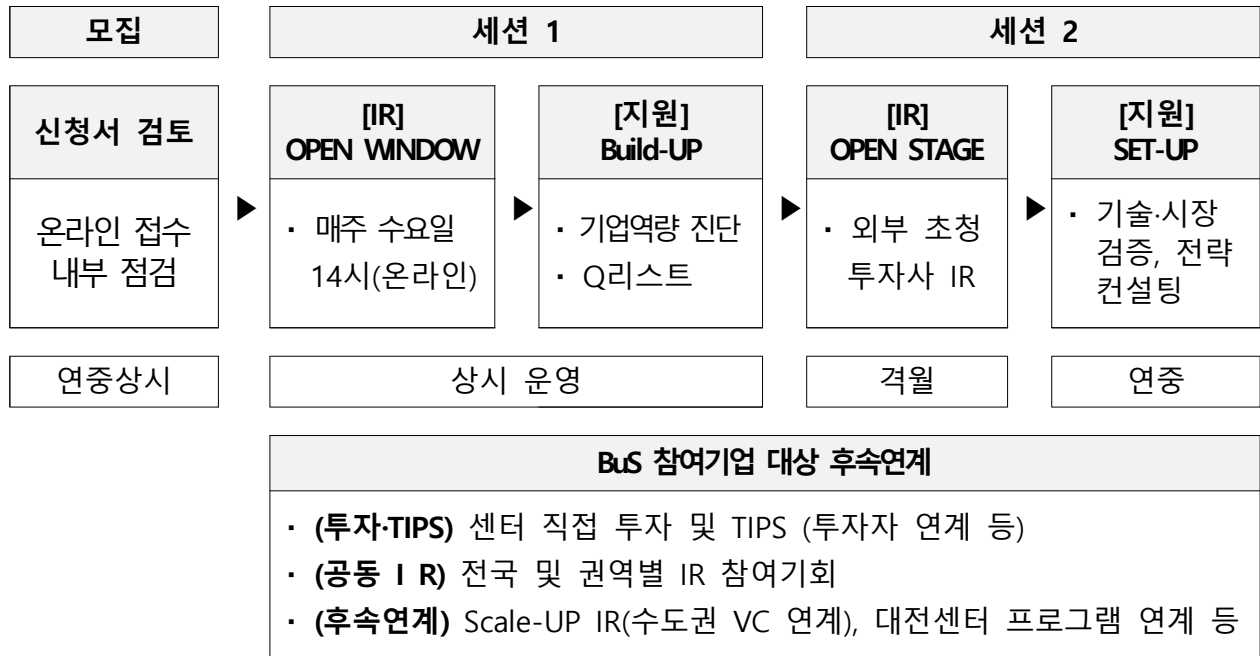 모집
세션 1
세션 2
신청서 검토
[IR]
OPEN WINDOW
[지원]
Build-UP
[IR]
OPEN STAGE
[지원]
SET-UP
온라인 접수
내부 점검
▶
· 매주 수요일
14시(온라인)
▶
· 기업역량 진단
· Q리스트
▶
· 외부 초청
투자사 IR
▶
· 기술·시장
검증, 전략
컨설팅
연중상시
상시 운영
격월
연중
BuS 참여기업 대상 후속연계
· (투자·TIPS) 센터 직접 투자 및 TIPS (투자자 연계 등)
· (공동 I R) 전국 및 권역별 IR 참여기회
· (후속연계) Scale-UP IR(수도권 VC 연계), 대전센터 프로그램 연계 등